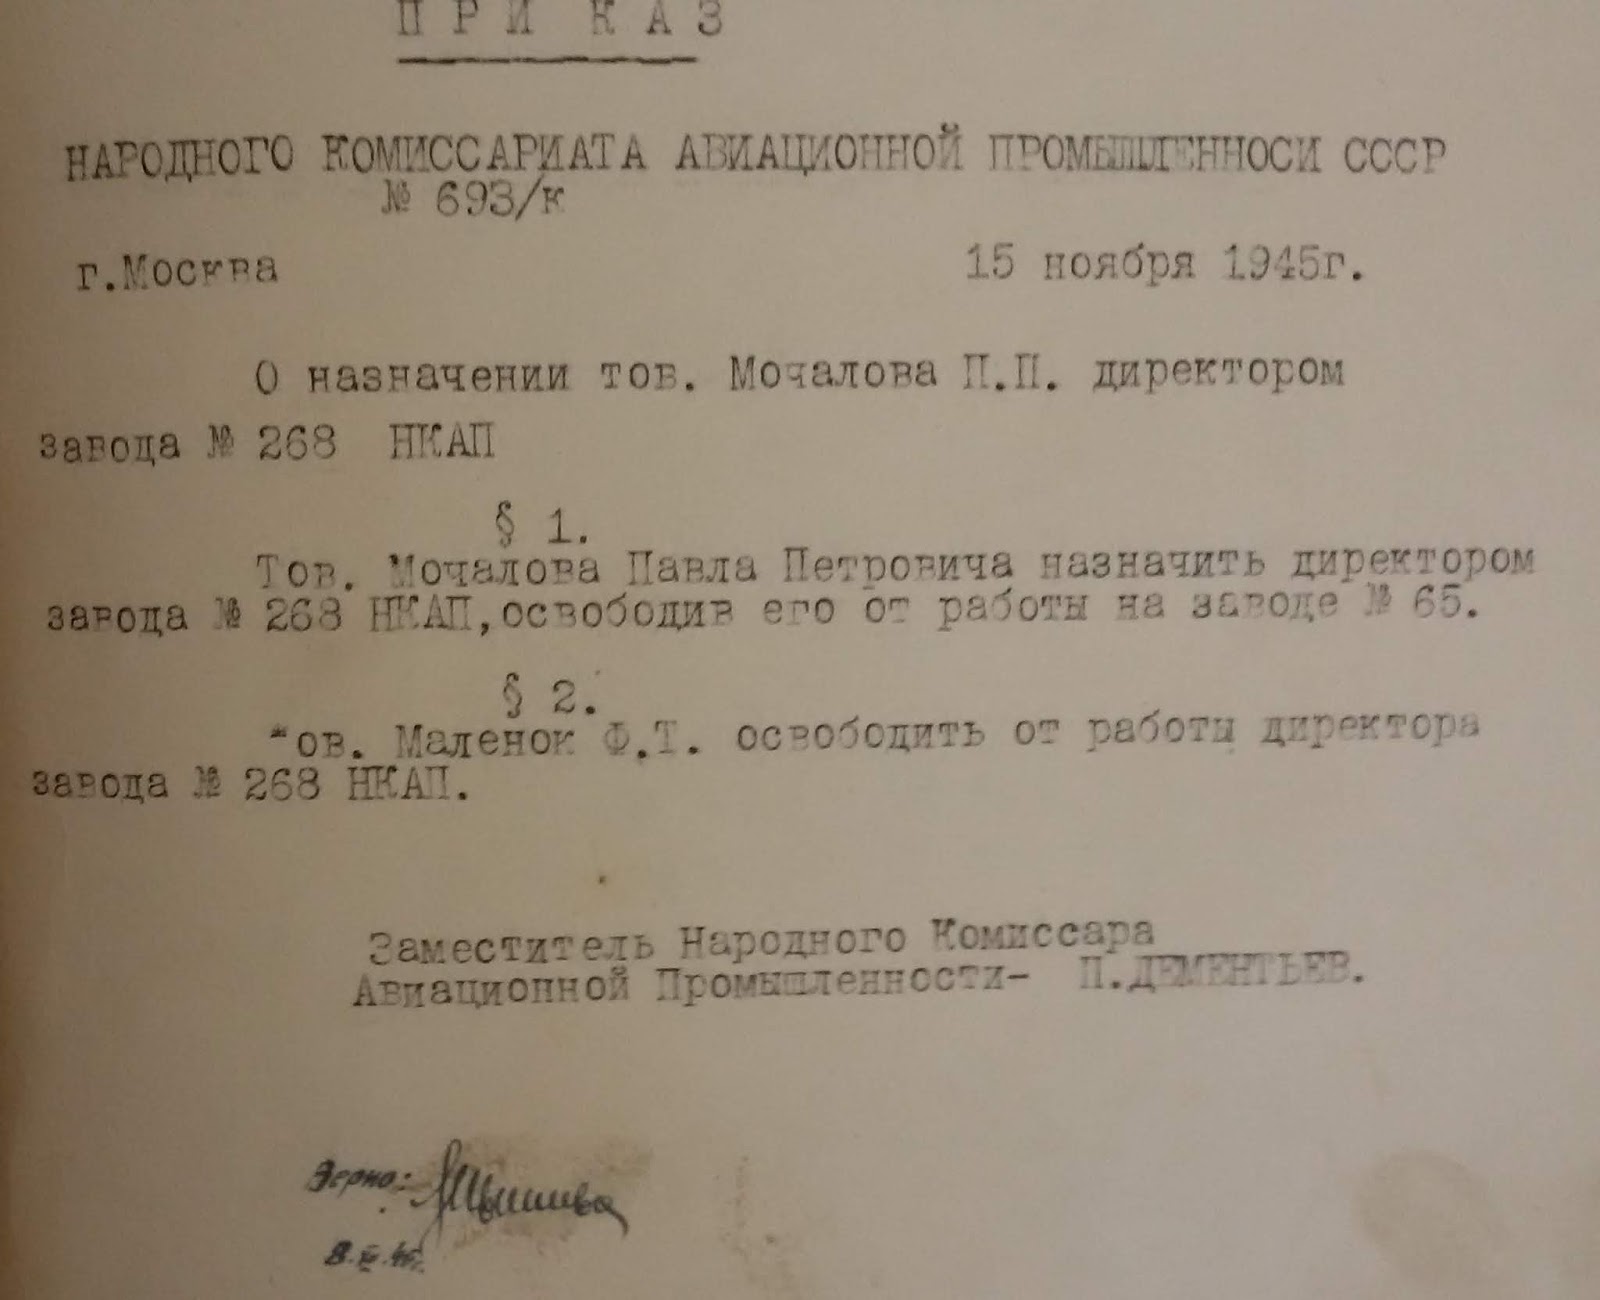 ПРИКАЗ
НАРОДНОГО КОМИССАРИАТА АВИАЦИОННОЙ ПРОМЫШЛЕННОСИ СССР
№ 693/к
г.Москва 15 ноября 1945г.
О назначении тов. Мочалова П.П. директором
завода № 268 НКАП
§ 1.
Тов. Мочалова Павла Петровича назначить директором
завода № 268 НКАП,освободив его от работы на заводе № 65.
§ 2.
ов. Маленок Ф.Т. освободить от работы директора
завода № 268 НКАП.
Заместитель Народного Комиссара
Авиационной Промышленности- П.ДЕМЕНТЬЕВ.
Верно: